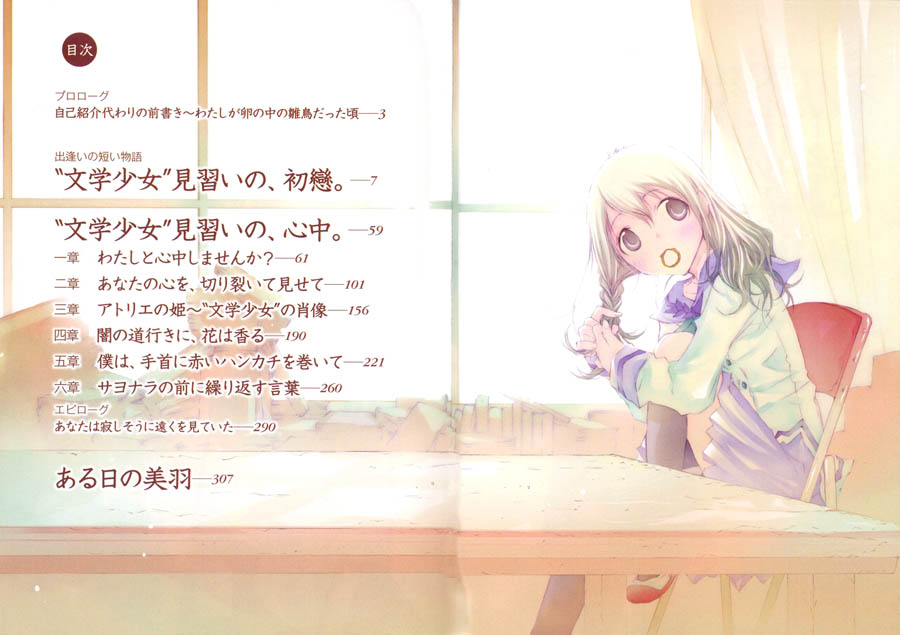 目次
プロローグ
自己紹介代わりの前書き〜わたしが卵の中の雛鳥だった頃──3
出逢いの短い物語
“文学少女”見習いの、初戀。──7
“文学少女”見習いの、心中。──59
一章 わたしと心中しませんか?──61
二章 あなたの心を、切り裂いて見せて──101
三章 アトリエの姫〜“文学少女”の肖像──156
四章 闇の道行きに、花は香る──190
五章 僕は、手首に赤いハンカチを巻いて──221
六章 サヨナラの前に繰り返す言葉──260
エピローグ
あなたは寂しそうに遠くを見ていた──290
ある日の美羽──307